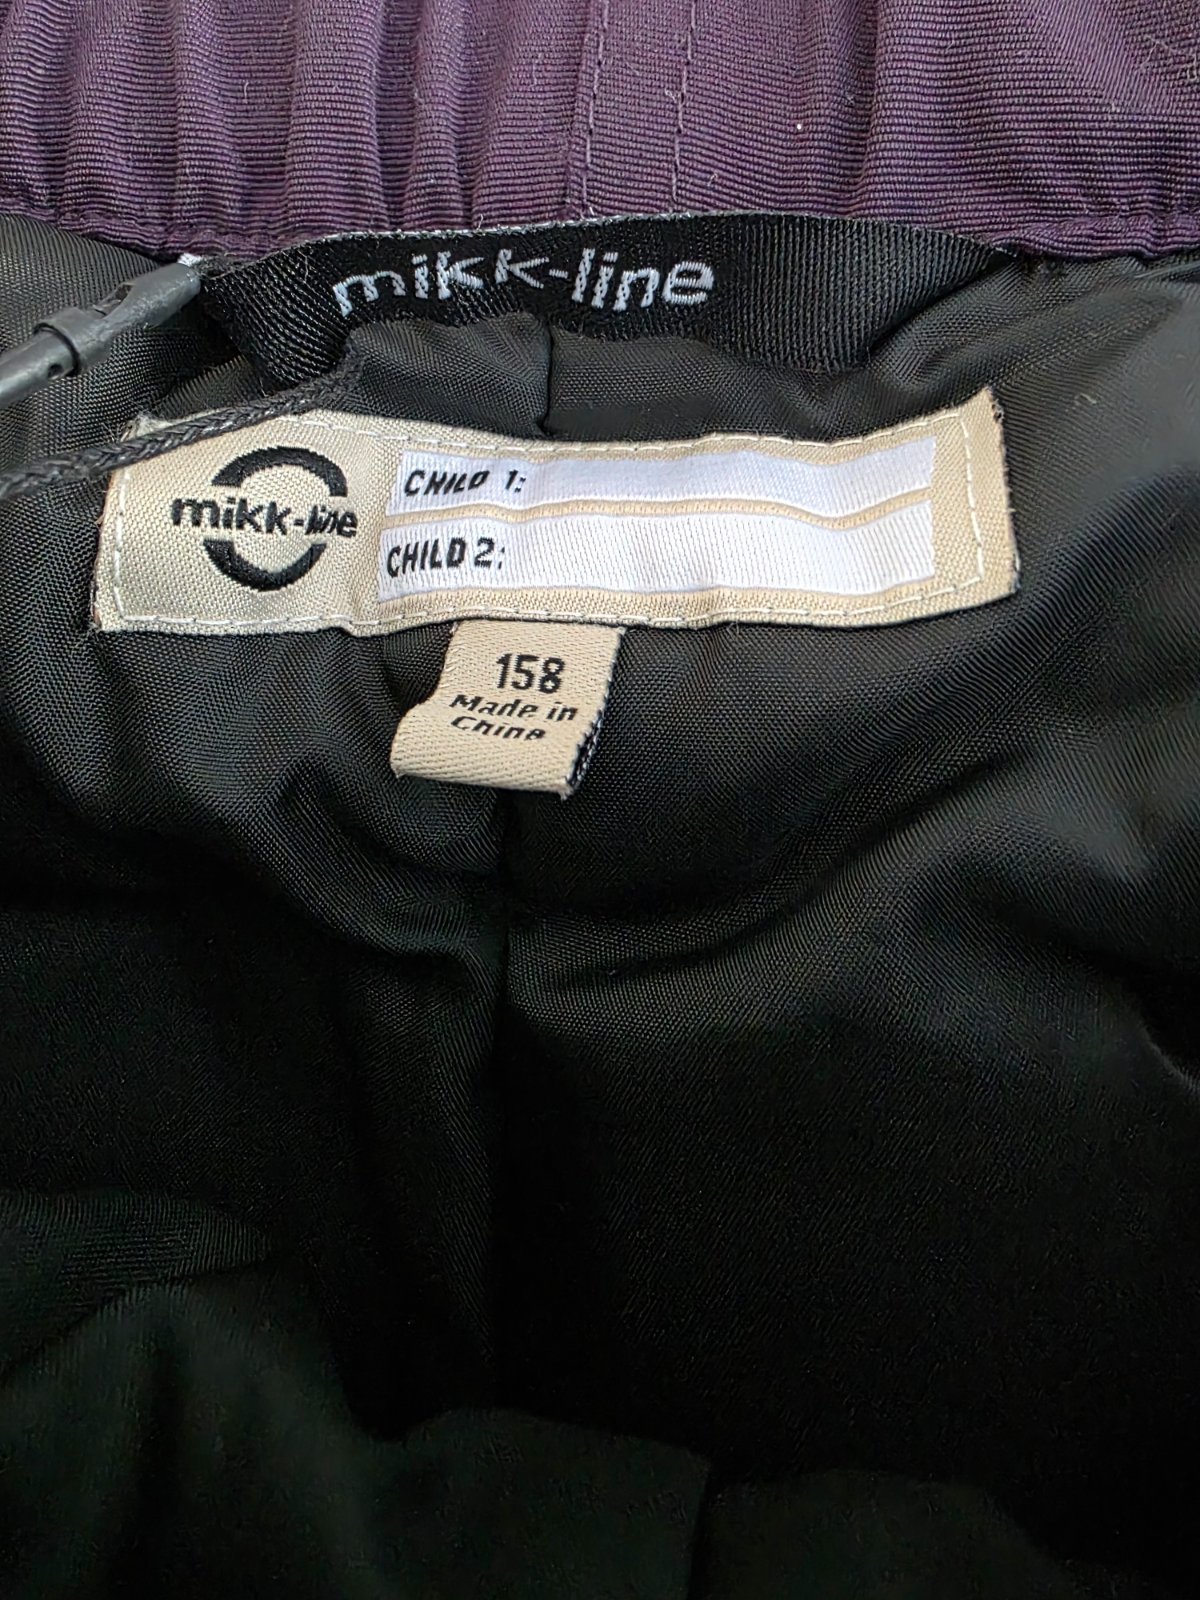 mikk-line
mikk-line
CHILD 1:
CHILD 2:
158
Made in
China